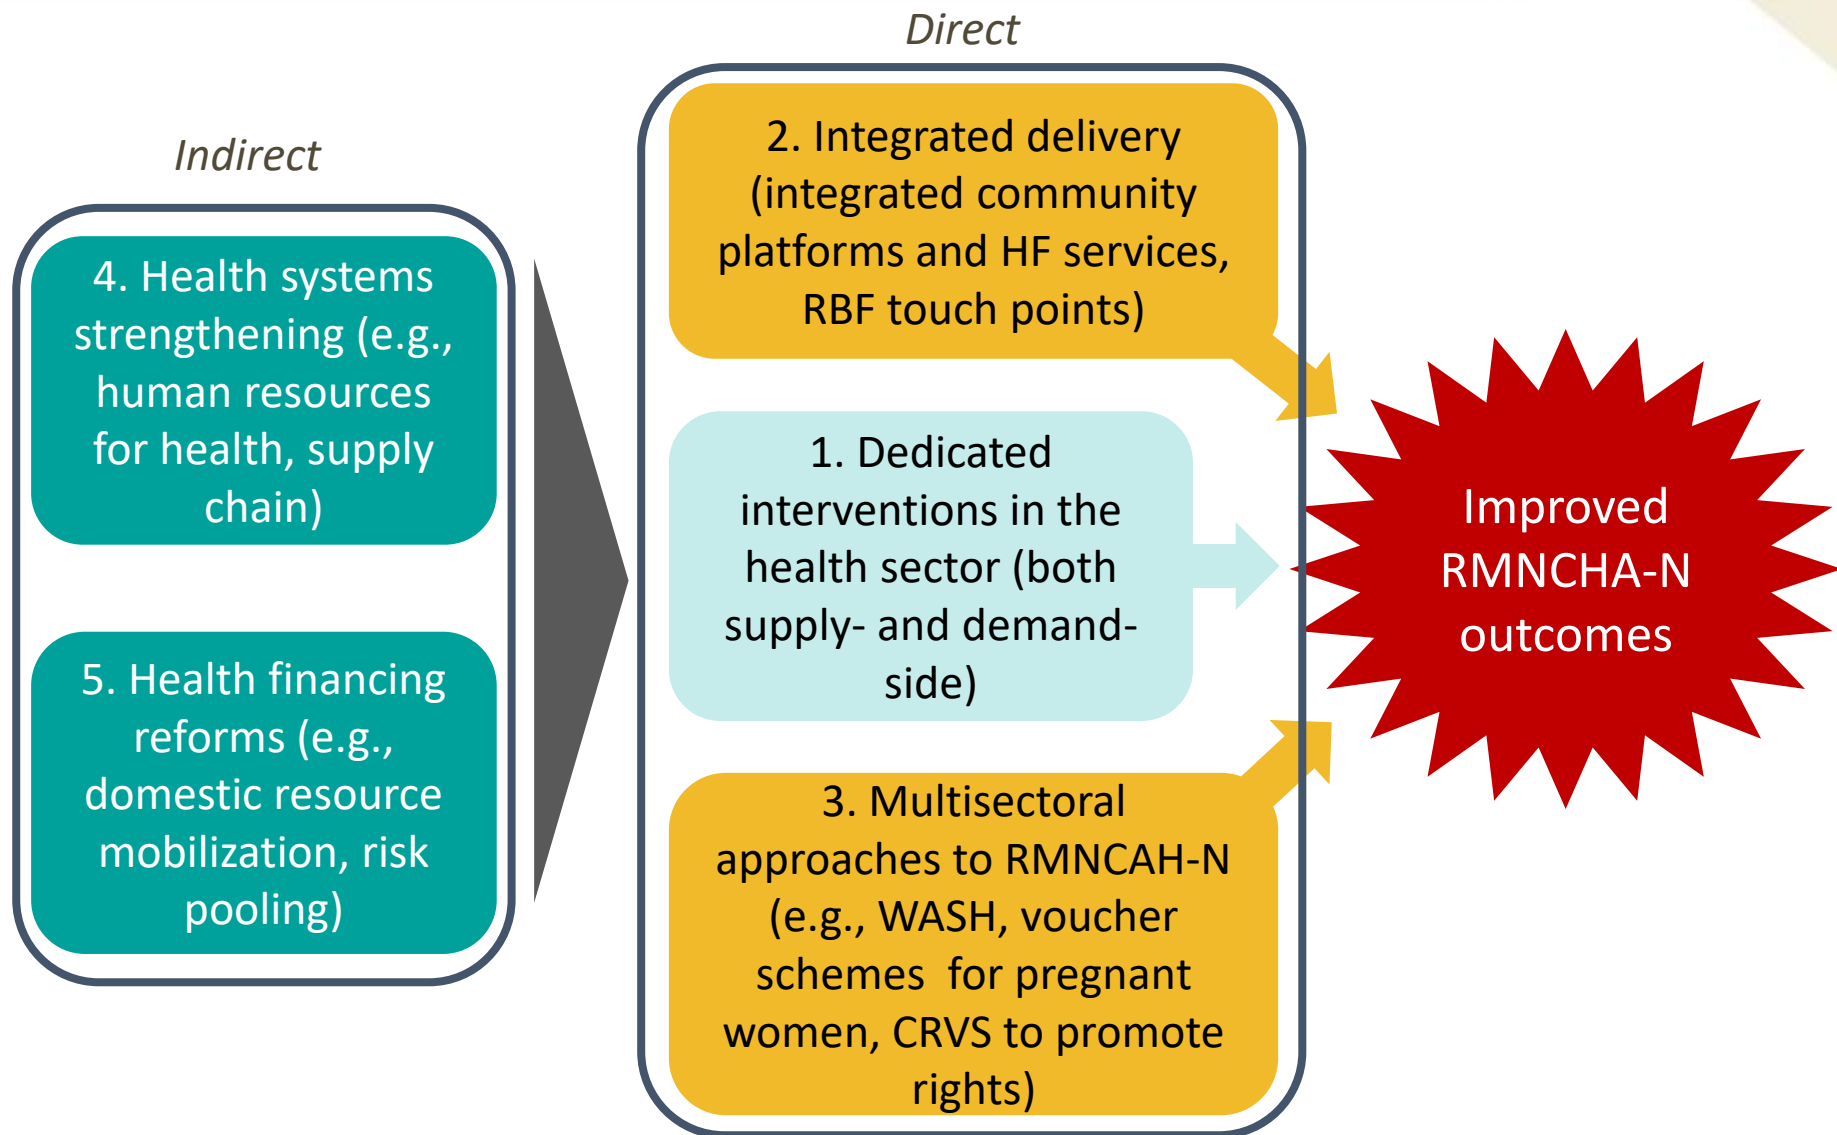 Indirect
4. Health systems
strengthening (e.g.,
human resources
for health, supply
chain)
5. Health financing
reforms (e.g.,
domestic resource
mobilization, risk
pooling)
Direct
2. Integrated delivery
(integrated community
platforms and HF services,
RBF touch points)
1. Dedicated
interventions in the
health sector (both
supply- and demand-
side)
3. Multisectoral
approaches to RMNCAH-N
(e.g., WASH, voucher
schemes  for pregnant
women, CRVS to promote
rights)
Improved
RMNCHA-N
outcomes